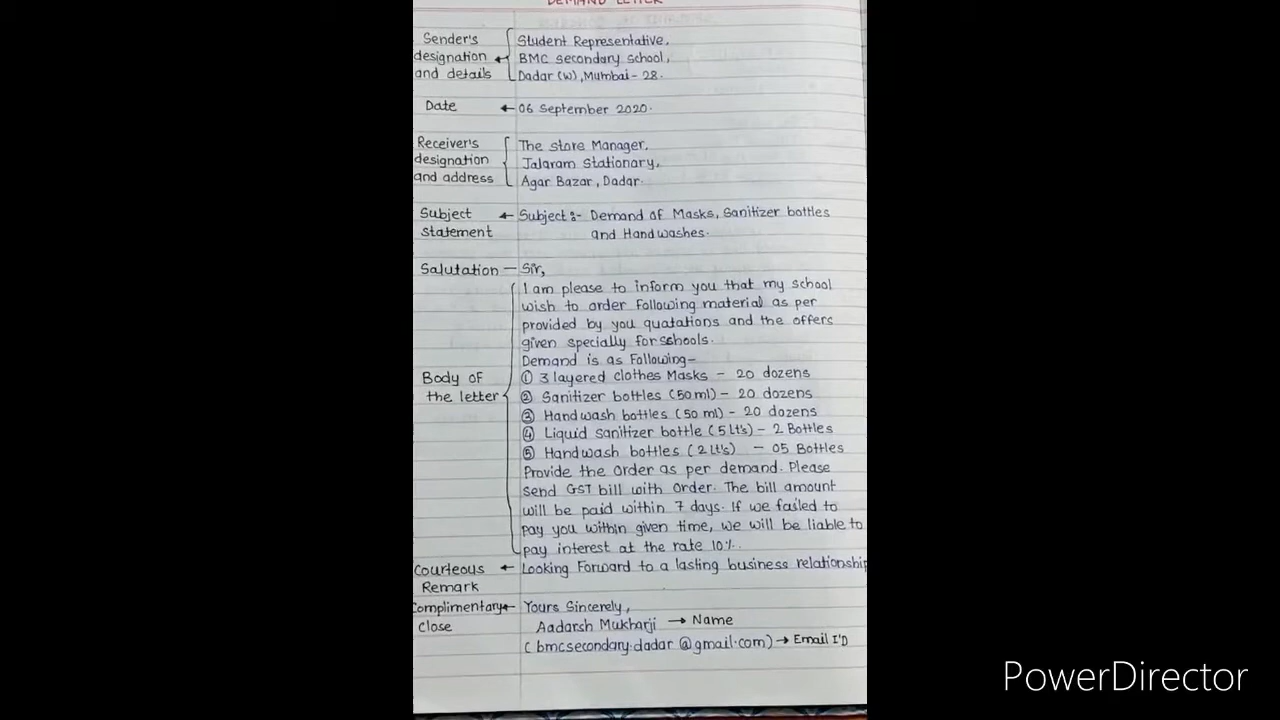 DEMAND LETTER
Sender's designation and details
Student Representative,
BMC secondary school,
Dadar (W), Mumbai - 28.
Date ← 06 September 2020.
Receiver's designation and address
The store Manager,
Jalaram Stationary,
Agar Bazar, Dadar.
Subject statement
← Subject:- Demand of Masks, Sanitizer bottles
and Handwashes.
Salutation — Sir,
Body of the letter
I am please to inform you that my school
wish to order following material as per
provided by you quatations and the offers
given specially for schools.
Demand is as Following-
① 3 layered clothes Masks - 20 dozens
② Sanitizer bottles (50 ml) - 20 dozens
③ Handwash bottles (50 ml) - 20 dozens
④ Liquid sanitizer bottle (5 Lt's) - 2 Bottles
⑤ Handwash bottles (2 Lt's) - 05 Bottles
Provide the Order as per demand. Please
send GST bill with order. The bill amount
will be paid within 7 days. If we failed to
pay you within given time, we will be liable to
pay interest at the rate 10%.
Courteous Remark
← Looking Forward to a lasting business relationship
Complimentary close
← Yours Sincerely,
Aadarsh Mukharji → Name
(bmcsecondary.dadar@gmail.com) → Email I'D
PowerDirector